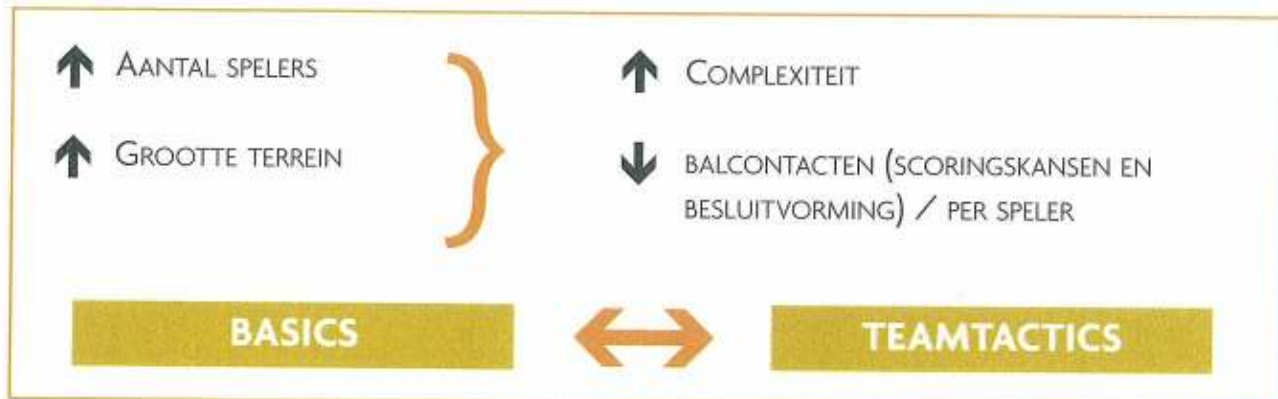 AANTAL SPELERS
GROOTTE TERREIN
COMPLEXITEIT
BALCONTACTEN (SCORINGSKANSEN EN
BESLUITVORMING) / PER SPELER
BASICS
TEAMTACTICS